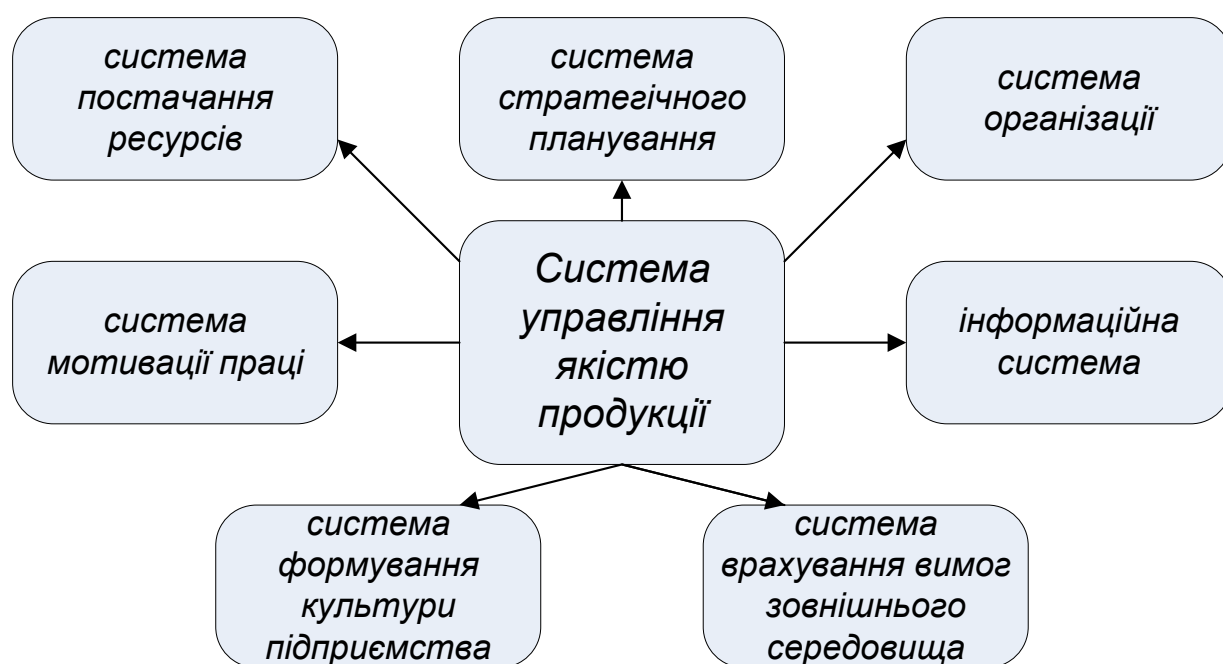 система
постачання
ресурсів
система
стратегічного
планування
система
організації
система
мотивації праці
Система
управління
якістю
продукції
інформаційна
система
система
формування
культури
підприємства
система
врахування вимог
зовнішнього
середовища